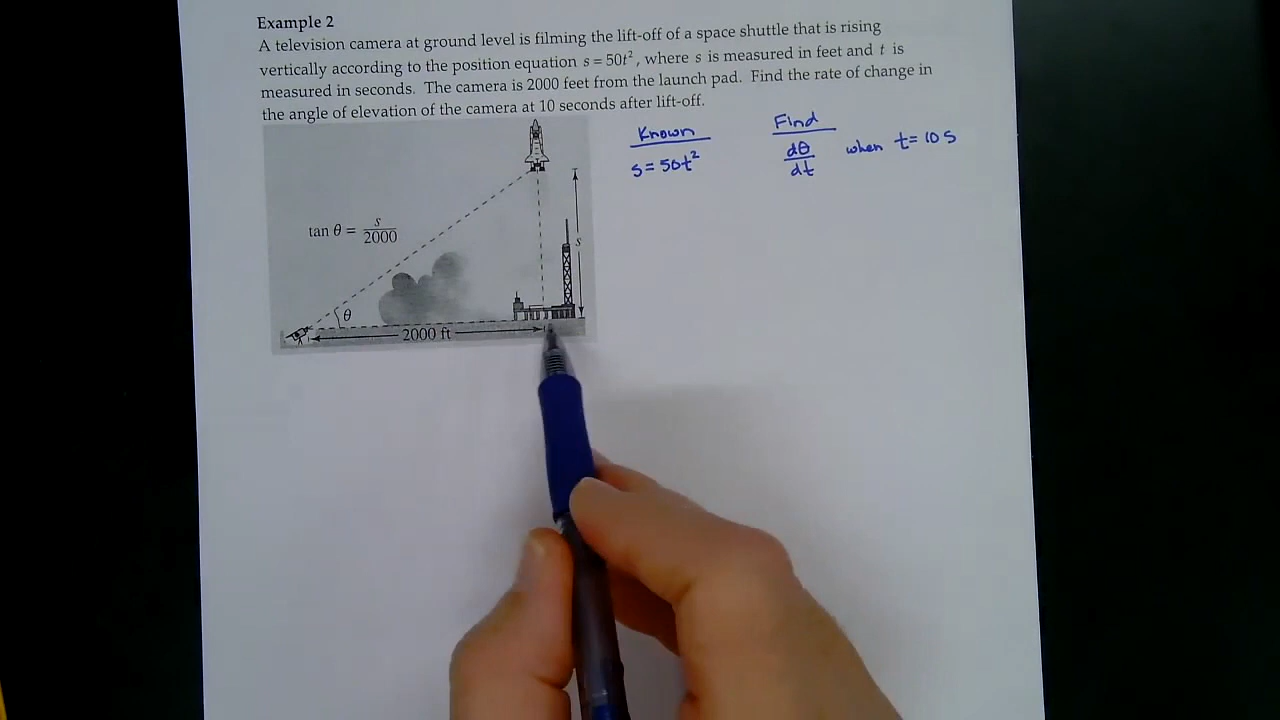 Example 2
A television camera at ground level is filming the lift-off of a space shuttle that is rising
vertically according to the position equation s = 50t², where s is measured in feet and t is
measured in seconds. The camera is 2000 feet from the launch pad. Find the rate of change in
the angle of elevation of the camera at 10 seconds after lift-off.
Known
s = 50t²
Find
dθ/dt when t = 10 s
tan θ = s/2000
s
θ
2000 ft